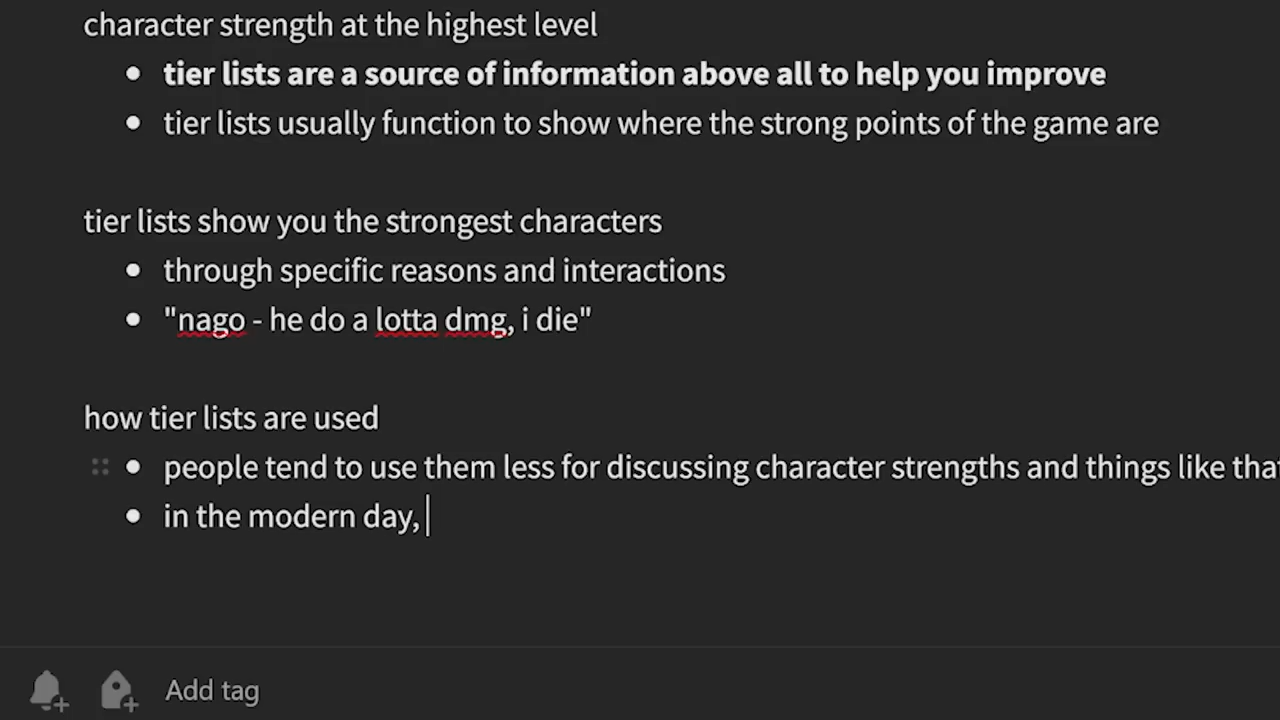 character strength at the highest level
tier lists are a source of information above all to help you improve
tier lists usually function to show where the strong points of the game are
tier lists show you the strongest characters
through specific reasons and interactions
"nago - he do a lotta dmg, i die"
how tier lists are used
people tend to use them less for discussing character strengths and things like that
in the modern day,
Add tag